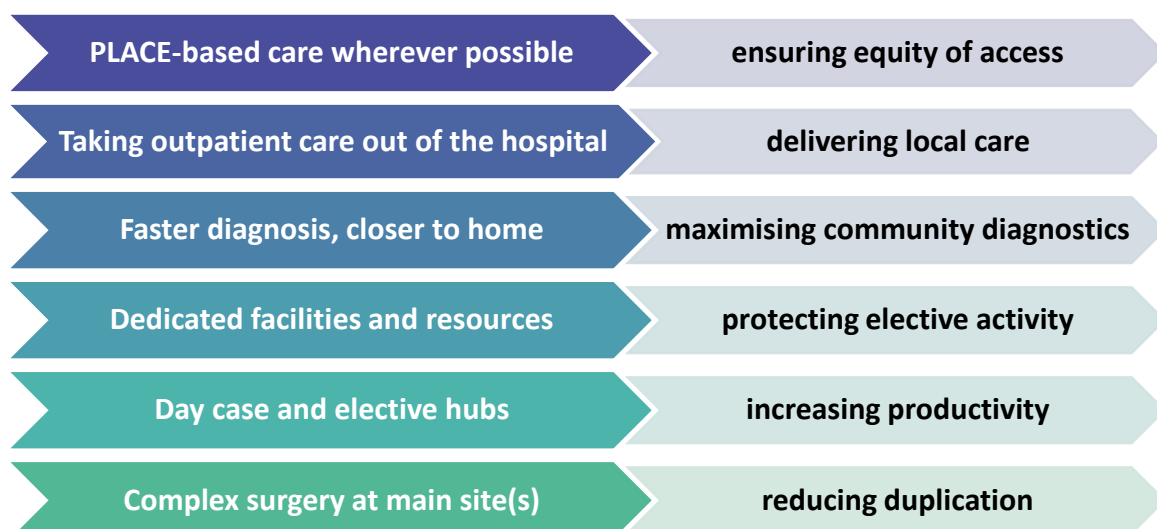 PLACE-based care wherever possible
ensuring equity of access
Taking outpatient care out of the hospital
delivering local care
Faster diagnosis, closer to home
maximising community diagnostics
Dedicated facilities and resources
protecting elective activity
Day case and elective hubs
increasing productivity
Complex surgery at main site(s)
reducing duplication